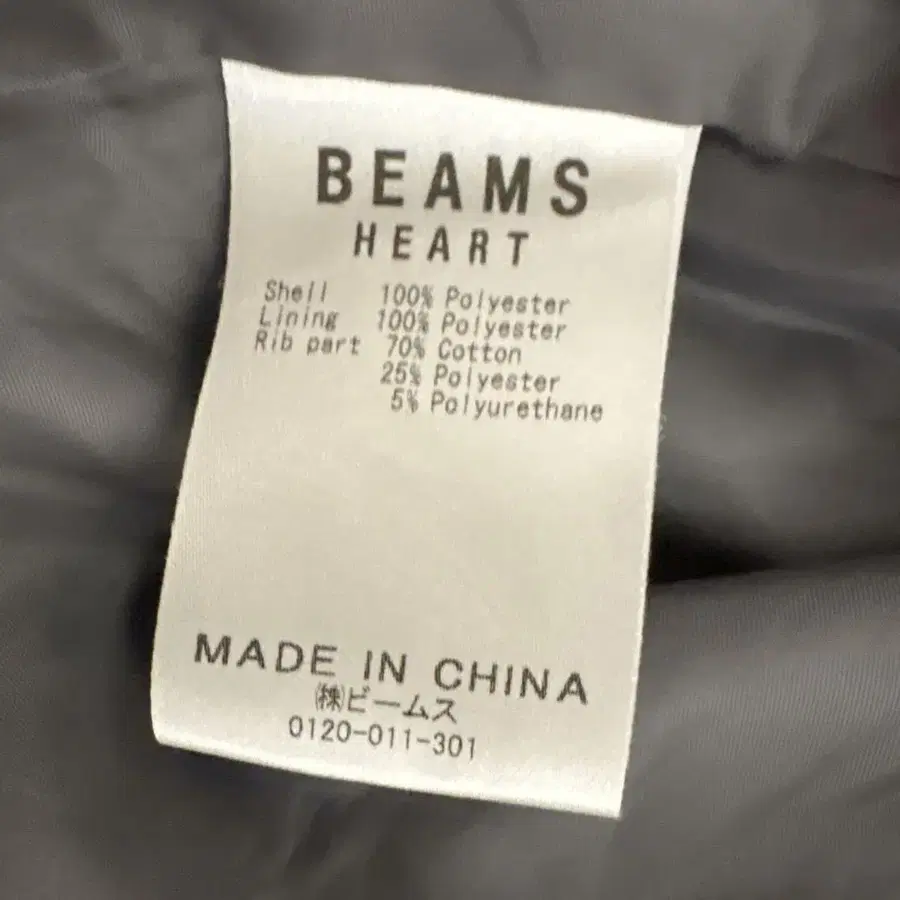 BEAMS
HEART
Shell 100% Polyester
Lining 100% Polyester
Rib part 70% Cotton
25% Polyester
5% Polyurethane
MADE IN CHINA
㈱ビームス
0120-011-301